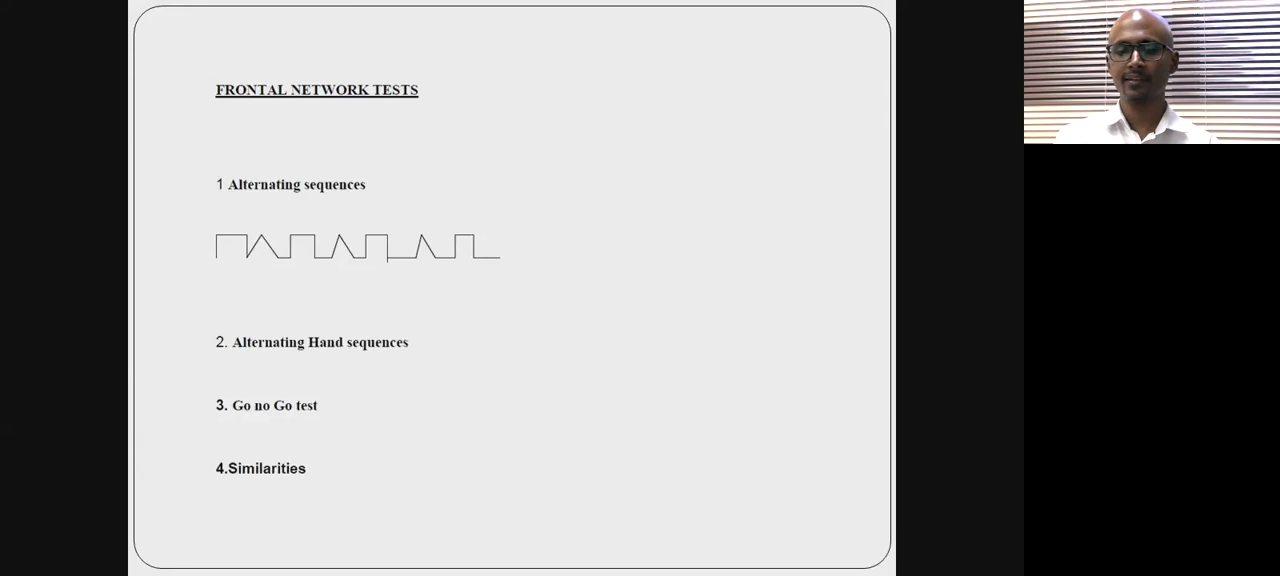 FRONTAL NETWORK TESTS
1 Alternating sequences
2. Alternating Hand sequences
3. Go no Go test
4.Similarities